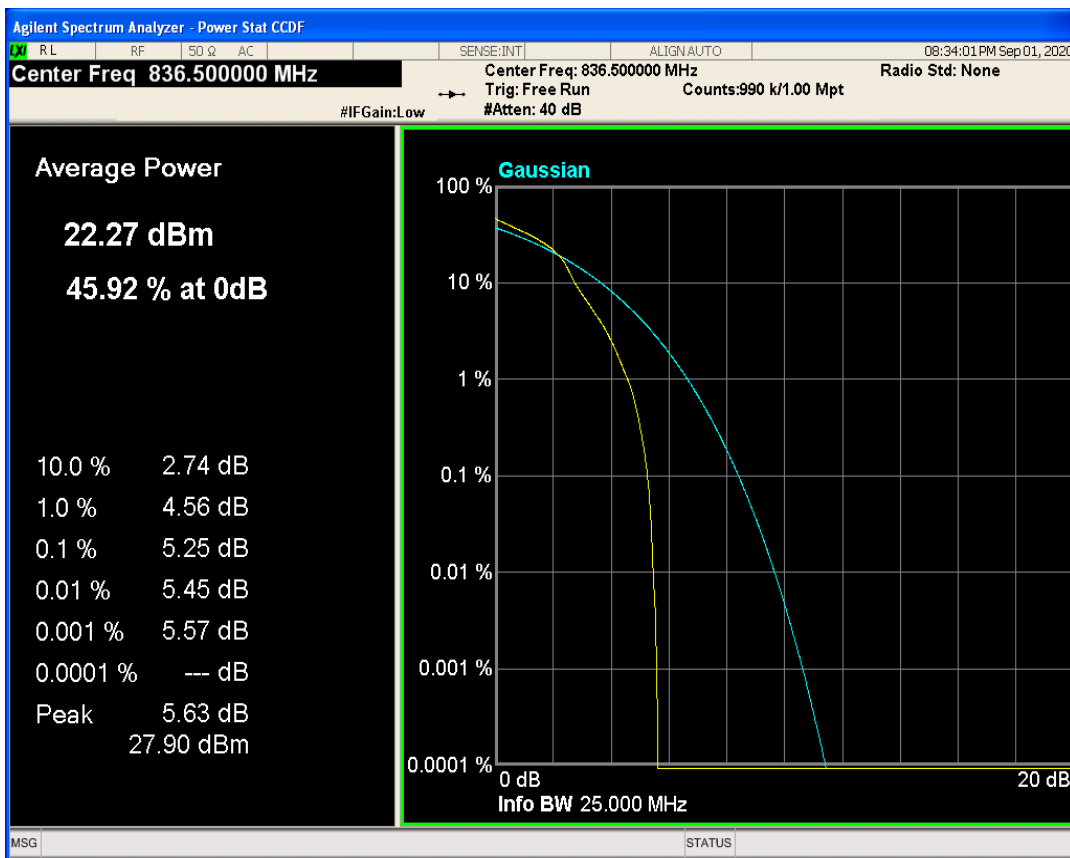 Agilent Spectrum Analyzer - Power Stat CCDF
LXI RL RF 50 Ω AC SENSE:INT ALIGN AUTO 08:34:01 PM Sep 01, 2020
Center Freq 836.500000 MHz
Center Freq: 836.500000 MHz Radio Std: None
Trig: Free Run Counts:990 k/1.00 Mpt
#IFGain:Low #Atten: 40 dB
Average Power
22.27 dBm
45.92 % at 0dB
10.0 % 2.74 dB
1.0 % 4.56 dB
0.1 % 5.25 dB
0.01 % 5.45 dB
0.001 % 5.57 dB
0.0001 % --- dB
Peak 5.63 dB
27.90 dBm
Gaussian
100 %
10 %
1 %
0.1 %
0.01 %
0.001 %
0.0001 %
0 dB 20 dB
Info BW 25.000 MHz
MSG STATUS